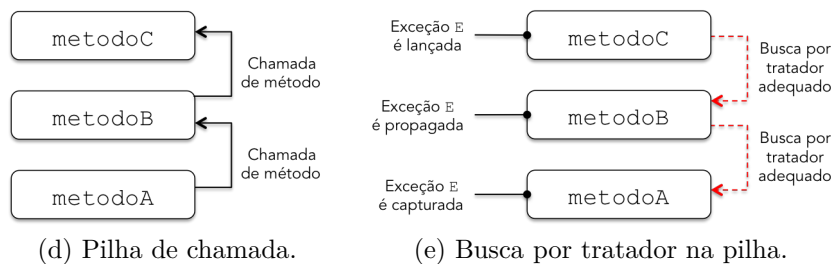 metodoC
Chamada
de método
metodoB
Chamada
de método
metodoA
(d) Pilha de chamada.
Exceção E
é lançada
metodoC
Busca por
tratador
adequado
Exceção E
é propagada
metodoB
Busca por
tratador
adequado
Exceção E
é capturada
metodoA
(e) Busca por tratador na pilha.